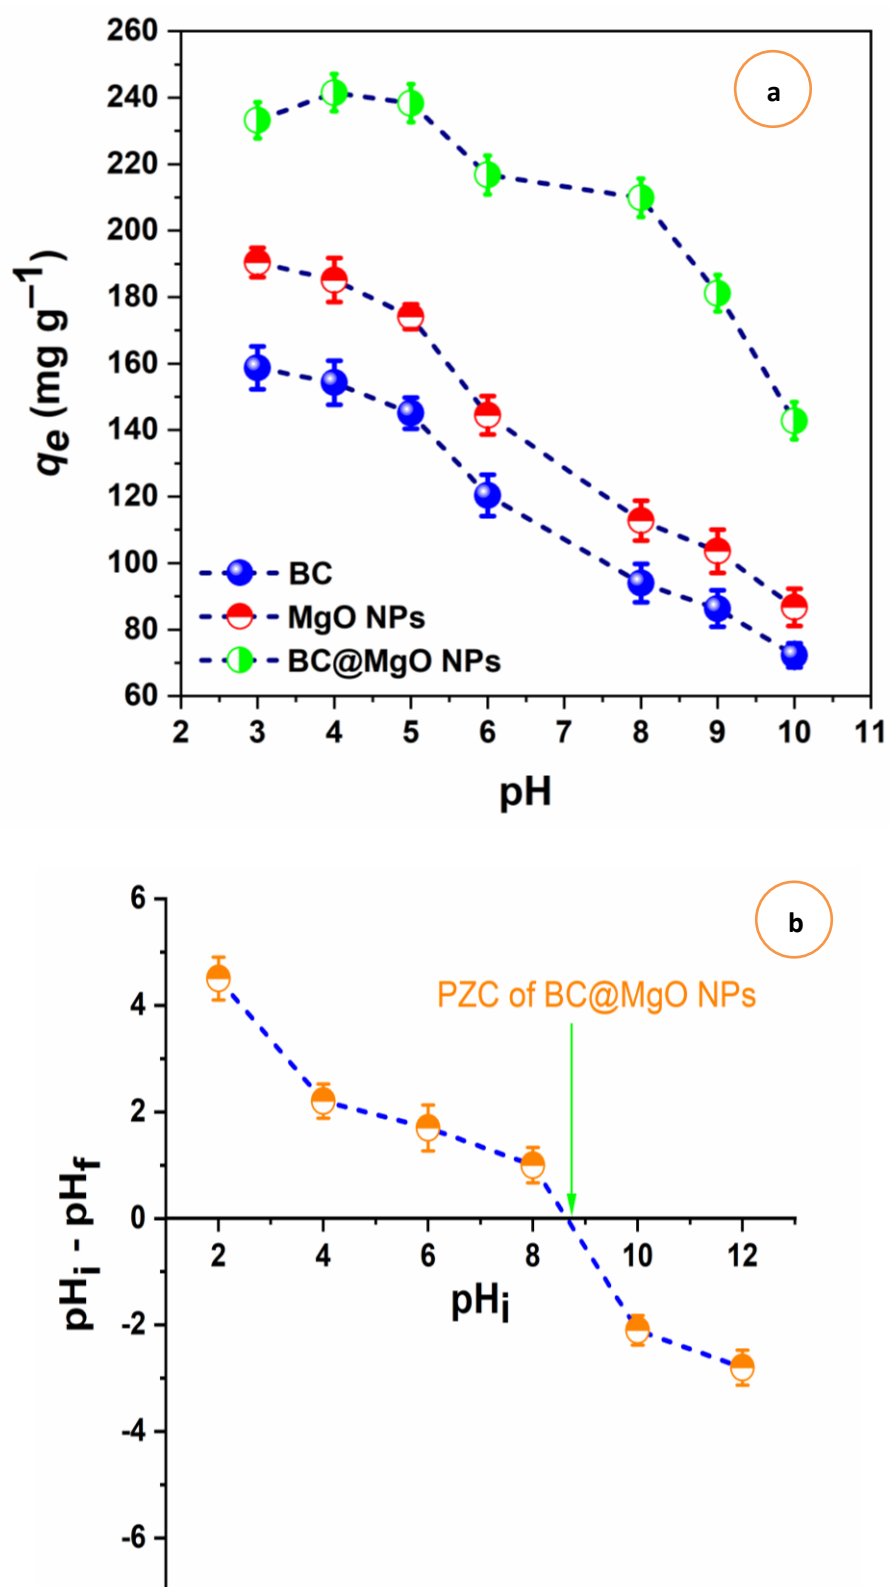 a
260
240
220
200
180
160
140
120
100
80
60
qe (mg g⁻¹)
BC
MgO NPs
BC@MgO NPs
2 3 4 5 6 7 8 9 10 11
pH
b
6
4
2
0
-2
-4
-6
pHi - pHf
PZC of BC@MgO NPs
2 4 6 8 10 12
pHi